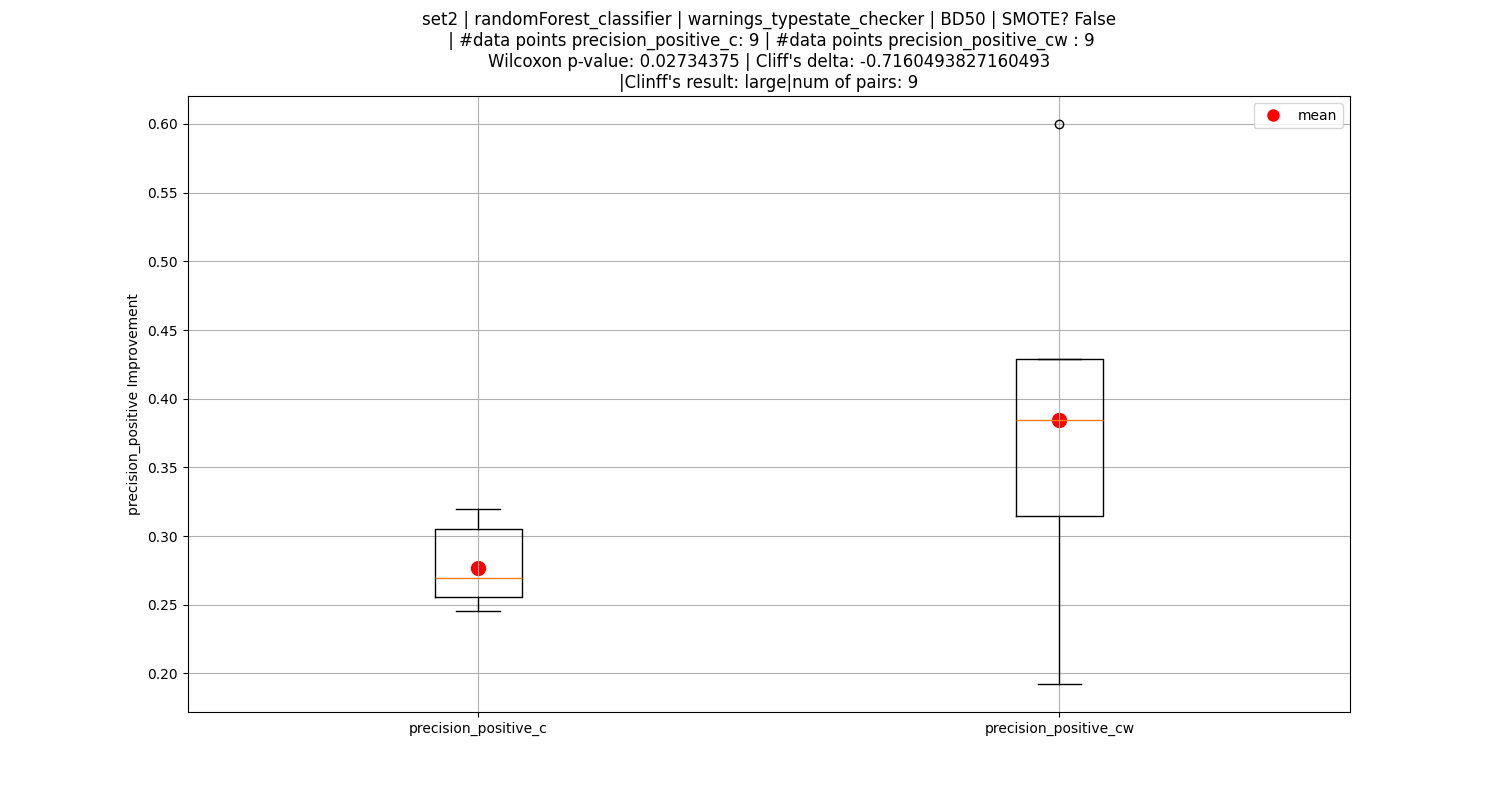 set2 | randomForest_classifier | warnings_typestate_checker | BD50 | SMOTE? False
| #data points precision_positive_c: 9 | #data points precision_positive_cw : 9
Wilcoxon p-value: 0.02734375 | Cliff's delta: -0.7160493827160493
|Clinff's result: large|num of pairs: 9
mean
0.60
0.55
0.50
0.45
0.40
0.35
0.30
0.25
0.20
precision_positive Improvement
precision_positive_c
precision_positive_cw